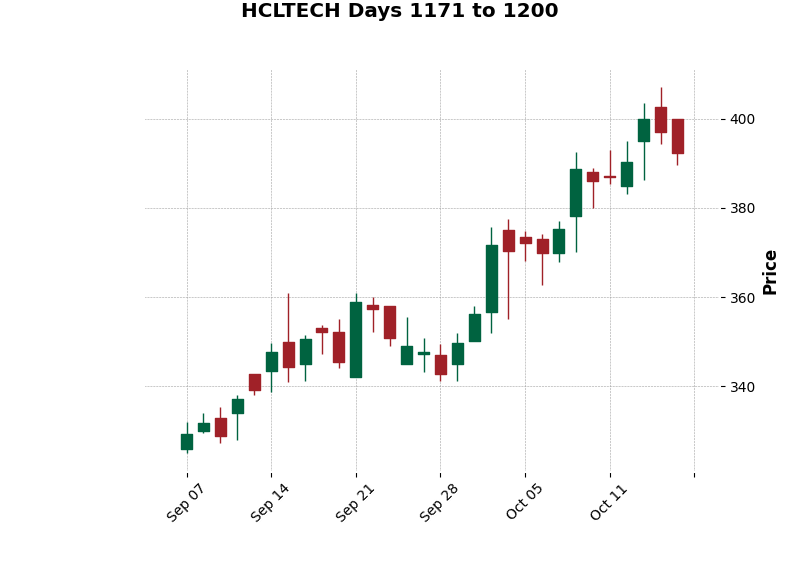 HCLTECH Days 1171 to 1200
400
380
360
340
Price
Sep 07
Sep 14
Sep 21
Sep 28
Oct 05
Oct 11